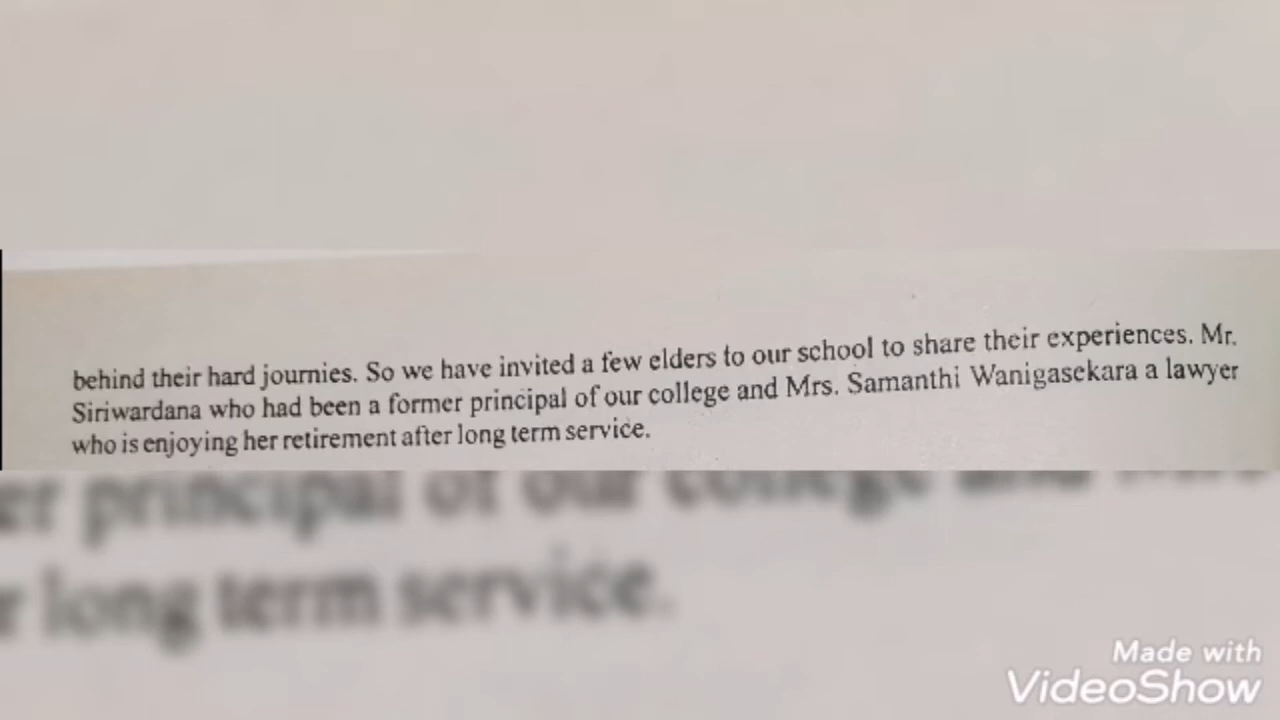 behind their hard journies. So we have invited a few elders to our school to share their experiences. Mr.
Siriwardana who had been a former principal of our college and Mrs. Samanthi Wanigasekara a lawyer
who is enjoying her retirement after long term service.
er principal of our college and
r long term service.
Made with
VideoShow